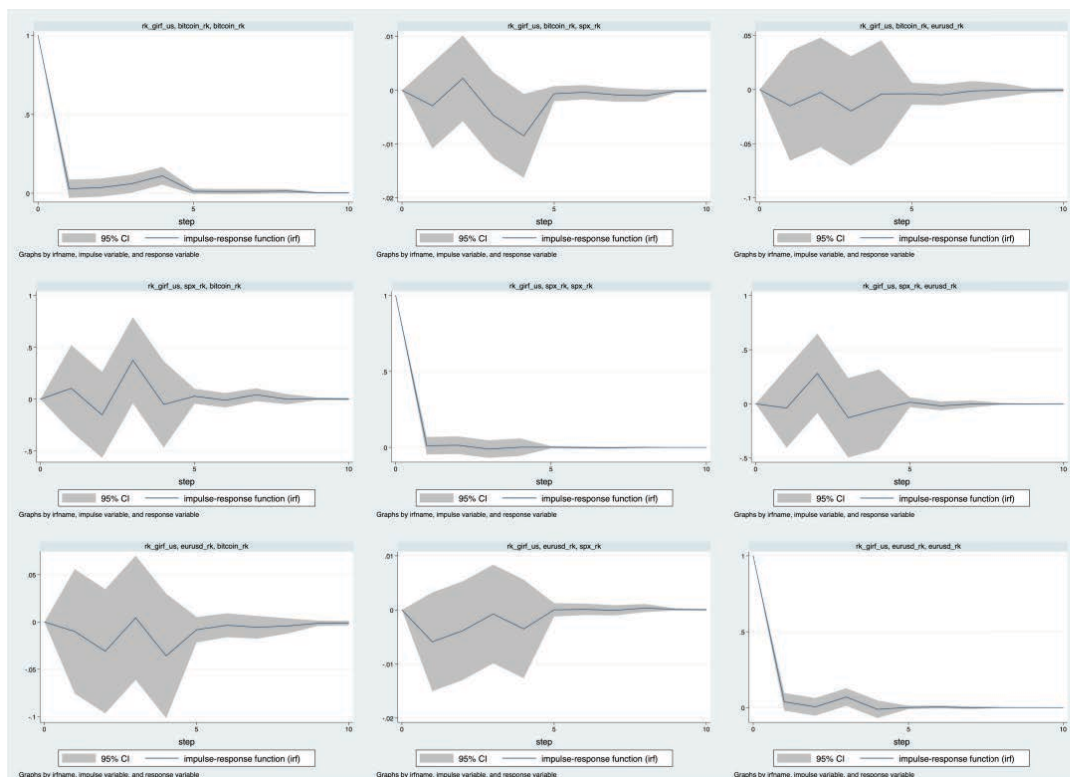 rk_girf_us, bitcoin_rk, bitcoin_rk
1
.5
0
0
5
10
step
95% CI
impulse-response function (irf)
Graphs by irfname, impulse variable, and response variable
rk_girf_us, bitcoin_rk, spx_rk
.01
0
-.01
-.02
0
5
10
step
95% CI
impulse-response function (irf)
Graphs by irfname, impulse variable, and response variable
rk_girf_us, bitcoin_rk, eurusd_rk
.05
0
-.05
-.1
0
5
10
step
95% CI
impulse-response function (irf)
Graphs by irfname, impulse variable, and response variable
rk_girf_us, spx_rk, bitcoin_rk
1
.5
0
-.5
0
5
10
step
95% CI
impulse-response function (irf)
Graphs by irfname, impulse variable, and response variable
rk_girf_us, spx_rk, spx_rk
1
.5
0
0
5
10
step
95% CI
impulse-response function (irf)
Graphs by irfname, impulse variable, and response variable
rk_girf_us, spx_rk, eurusd_rk
1
.5
0
-.5
0
5
10
step
95% CI
impulse-response function (irf)
Graphs by irfname, impulse variable, and response variable
rk_girf_us, eurusd_rk, bitcoin_rk
.05
0
-.05
-.1
0
5
10
step
95% CI
impulse-response function (irf)
Graphs by irfname, impulse variable, and response variable
rk_girf_us, eurusd_rk, spx_rk
.01
0
-.01
-.02
0
5
10
step
95% CI
impulse-response function (irf)
Graphs by irfname, impulse variable, and response variable
rk_girf_us, eurusd_rk, eurusd_rk
1
.5
0
0
5
10
step
95% CI
impulse-response function (irf)
Graphs by irfname, impulse variable, and response variable